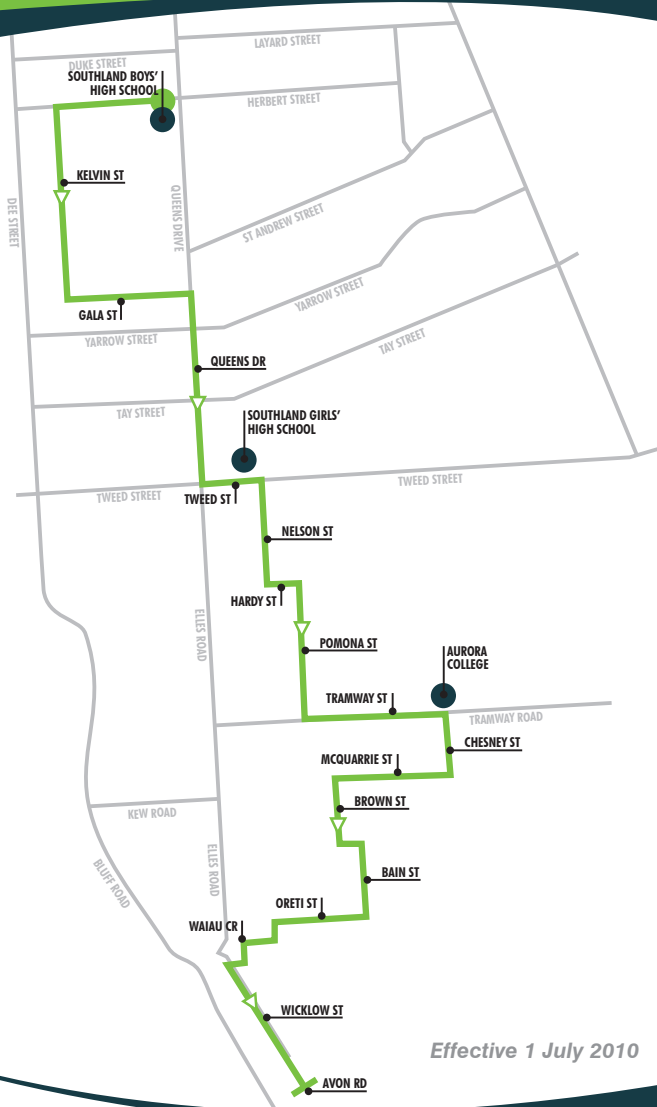 LAYARD STREET
DUKE STREET
SOUTHLAND BOYS'
HIGH SCHOOL
HERBERT STREET
KELVIN ST
DEE STREET
QUEENS DRIVE
ST ANDREW STREET
YARROW STREET
GALA ST
YARROW STREET
TAY STREET
QUEENS DR
TAY STREET
SOUTHLAND GIRLS'
HIGH SCHOOL
TWEED STREET
TWEED ST
TWEED STREET
NELSON ST
HARDY ST
ELLES ROAD
POMONA ST
AURORA
COLLEGE
TRAMWAY ST
TRAMWAY ROAD
CHESNEY ST
MCQUARRIE ST
BROWN ST
KEW ROAD
ELLES ROAD
BLUFF ROAD
BAIN ST
ORETI ST
WAIAU CR
WICKLOW ST
Effective 1 July 2010
AVON RD